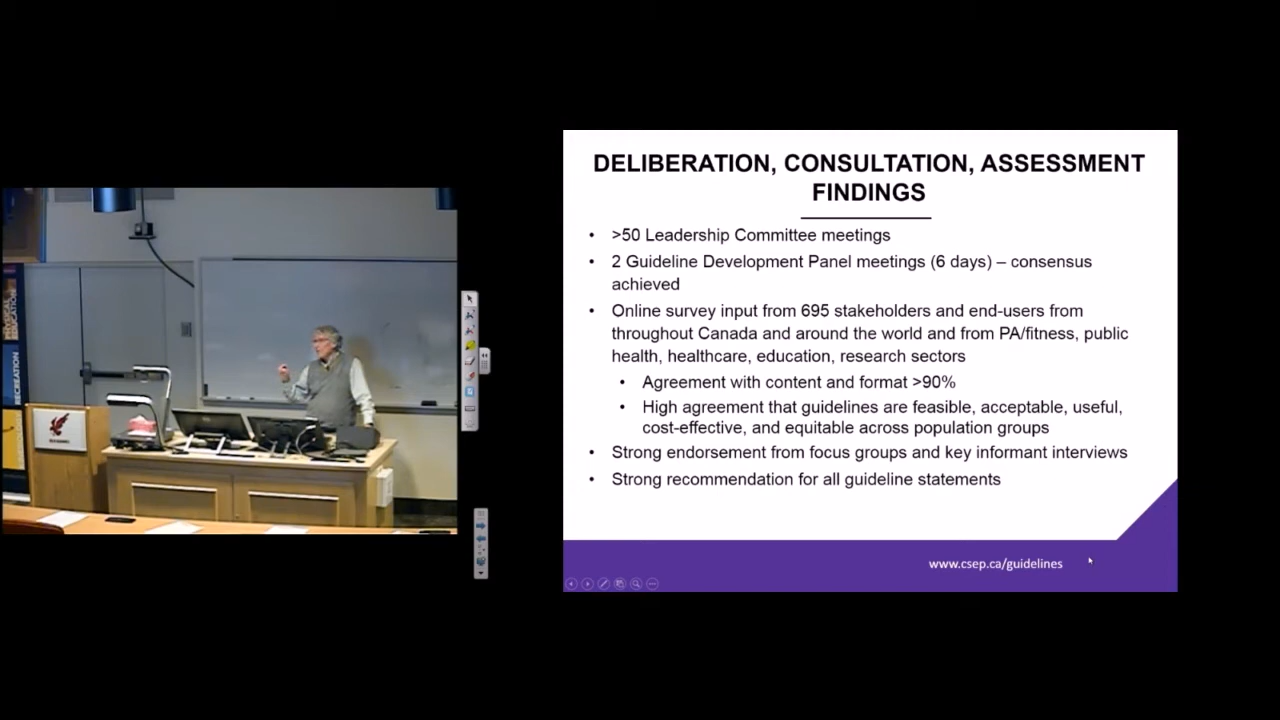 PHYSICAL
EDUCATION
RECREATION
DELIBERATION, CONSULTATION, ASSESSMENT
FINDINGS
• >50 Leadership Committee meetings
• 2 Guideline Development Panel meetings (6 days) – consensus
achieved
• Online survey input from 695 stakeholders and end-users from
throughout Canada and around the world and from PA/fitness, public
health, healthcare, education, research sectors
• Agreement with content and format >90%
• High agreement that guidelines are feasible, acceptable, useful,
cost-effective, and equitable across population groups
• Strong endorsement from focus groups and key informant interviews
• Strong recommendation for all guideline statements
www.csep.ca/guidelines